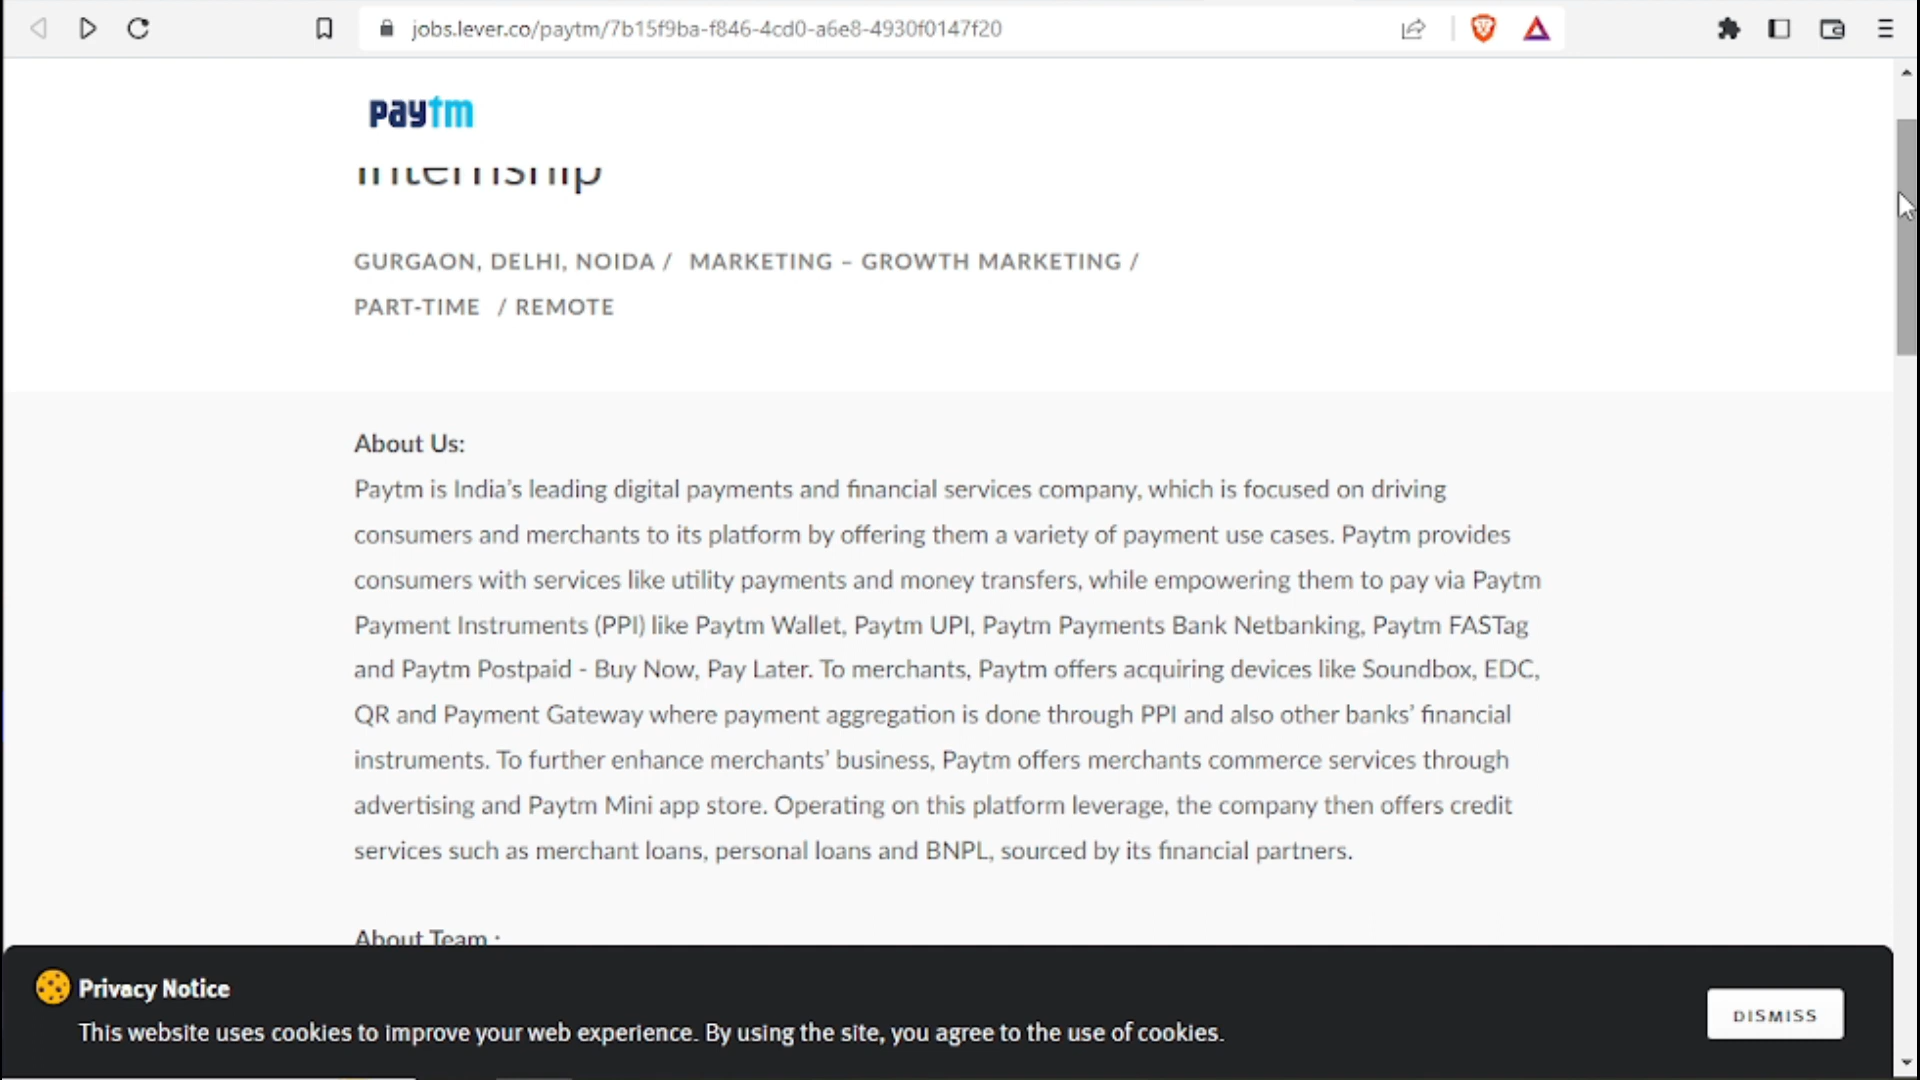 jobs.lever.co/paytm/7b15f9ba-f846-4cd0-a6e8-4930f0147f20
paytm
Internship
GURGAON, DELHI, NOIDA / MARKETING – GROWTH MARKETING /
PART-TIME / REMOTE
About Us:
Paytm is India’s leading digital payments and financial services company, which is focused on driving
consumers and merchants to its platform by offering them a variety of payment use cases. Paytm provides
consumers with services like utility payments and money transfers, while empowering them to pay via Paytm
Payment Instruments (PPI) like Paytm Wallet, Paytm UPI, Paytm Payments Bank Netbanking, Paytm FASTag
and Paytm Postpaid - Buy Now, Pay Later. To merchants, Paytm offers acquiring devices like Soundbox, EDC,
QR and Payment Gateway where payment aggregation is done through PPI and also other banks’ financial
instruments. To further enhance merchants’ business, Paytm offers merchants commerce services through
advertising and Paytm Mini app store. Operating on this platform leverage, the company then offers credit
services such as merchant loans, personal loans and BNPL, sourced by its financial partners.
About Team :
Privacy Notice
This website uses cookies to improve your web experience. By using the site, you agree to the use of cookies.
DISMISS